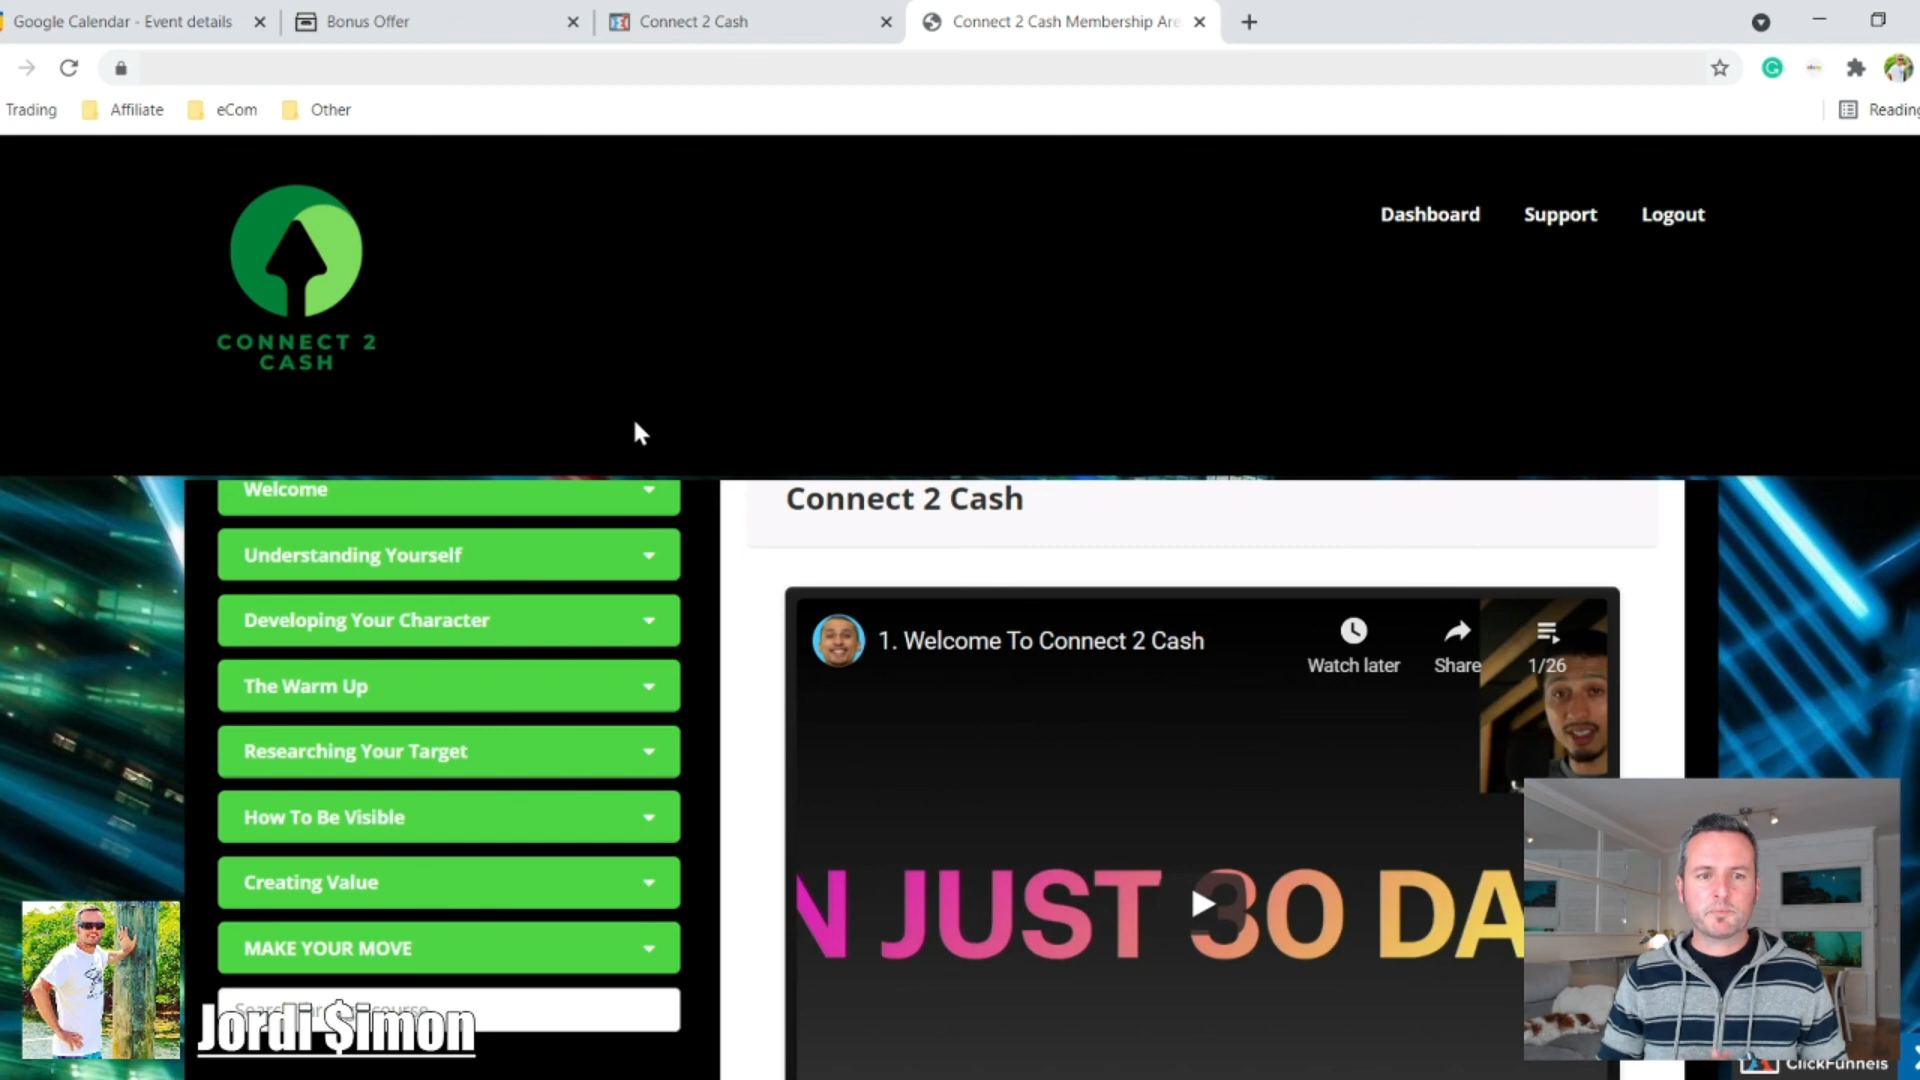 Google Calendar - Event details
Bonus Offer
Connect 2 Cash
Connect 2 Cash Membership Are
Trading
Affiliate
eCom
Other
Reading
CONNECT 2
CASH
Dashboard
Support
Logout
Welcome
Understanding Yourself
Developing Your Character
The Warm Up
Researching Your Target
How To Be Visible
Creating Value
MAKE YOUR MOVE
Jordi $imon
Connect 2 Cash
1. Welcome To Connect 2 Cash
Watch later
Share
1/26
N JUST 30 DA
ClickFunnels